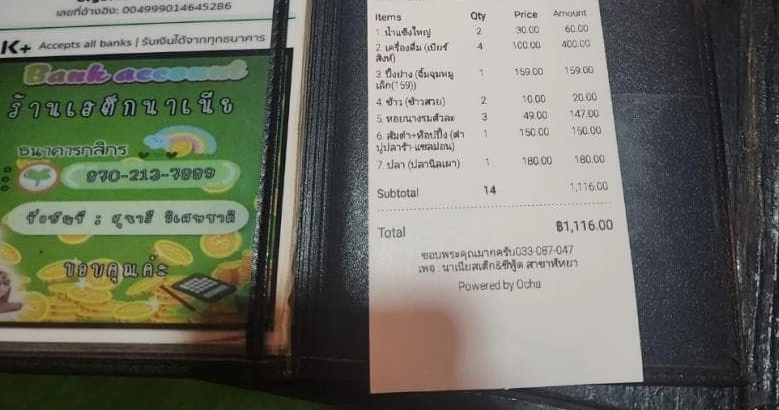 เลขที่อ้างอิง: 004999014645286
K+ Accepts all banks | รับเงินได้จากทุกธนาคาร
Bank account
ร้านเสต็กนาเนีย
ธนาคารกสิกร
070-213-7889
ชื่อบัญชี : สุชาวี
ขอบคุณค่ะ
Items Qty Price Amount
1. น้ำแข็งใหญ่ 2 30.00 60.00
2. เครื่องดื่ม (เบียร์ 4 100.00 400.00
สิงห์)
3. ปิ้งย่าง (จิ้มจุ่มหมู 1 159.00 159.00
เล็ก(159))
4. ข้าว (ข้าวสวย) 2 10.00 20.00
5. หอยนางรมตัวละ 3 49.00 147.00
6. ส้มตำ+ท็อปปิ้ง (ตำ 1 150.00 150.00
ปูปลาร้า-แซลม่อน)
7. ปลา (ปลานิลเผา) 1 180.00 180.00
Subtotal 14 1,116.00
Total ฿1,116.00
ขอบพระคุณมากครับ033-087-047
เพจ : นาเนียสเต็ก&ซีฟู้ด สาขาพัทยา
Powered by Ocha